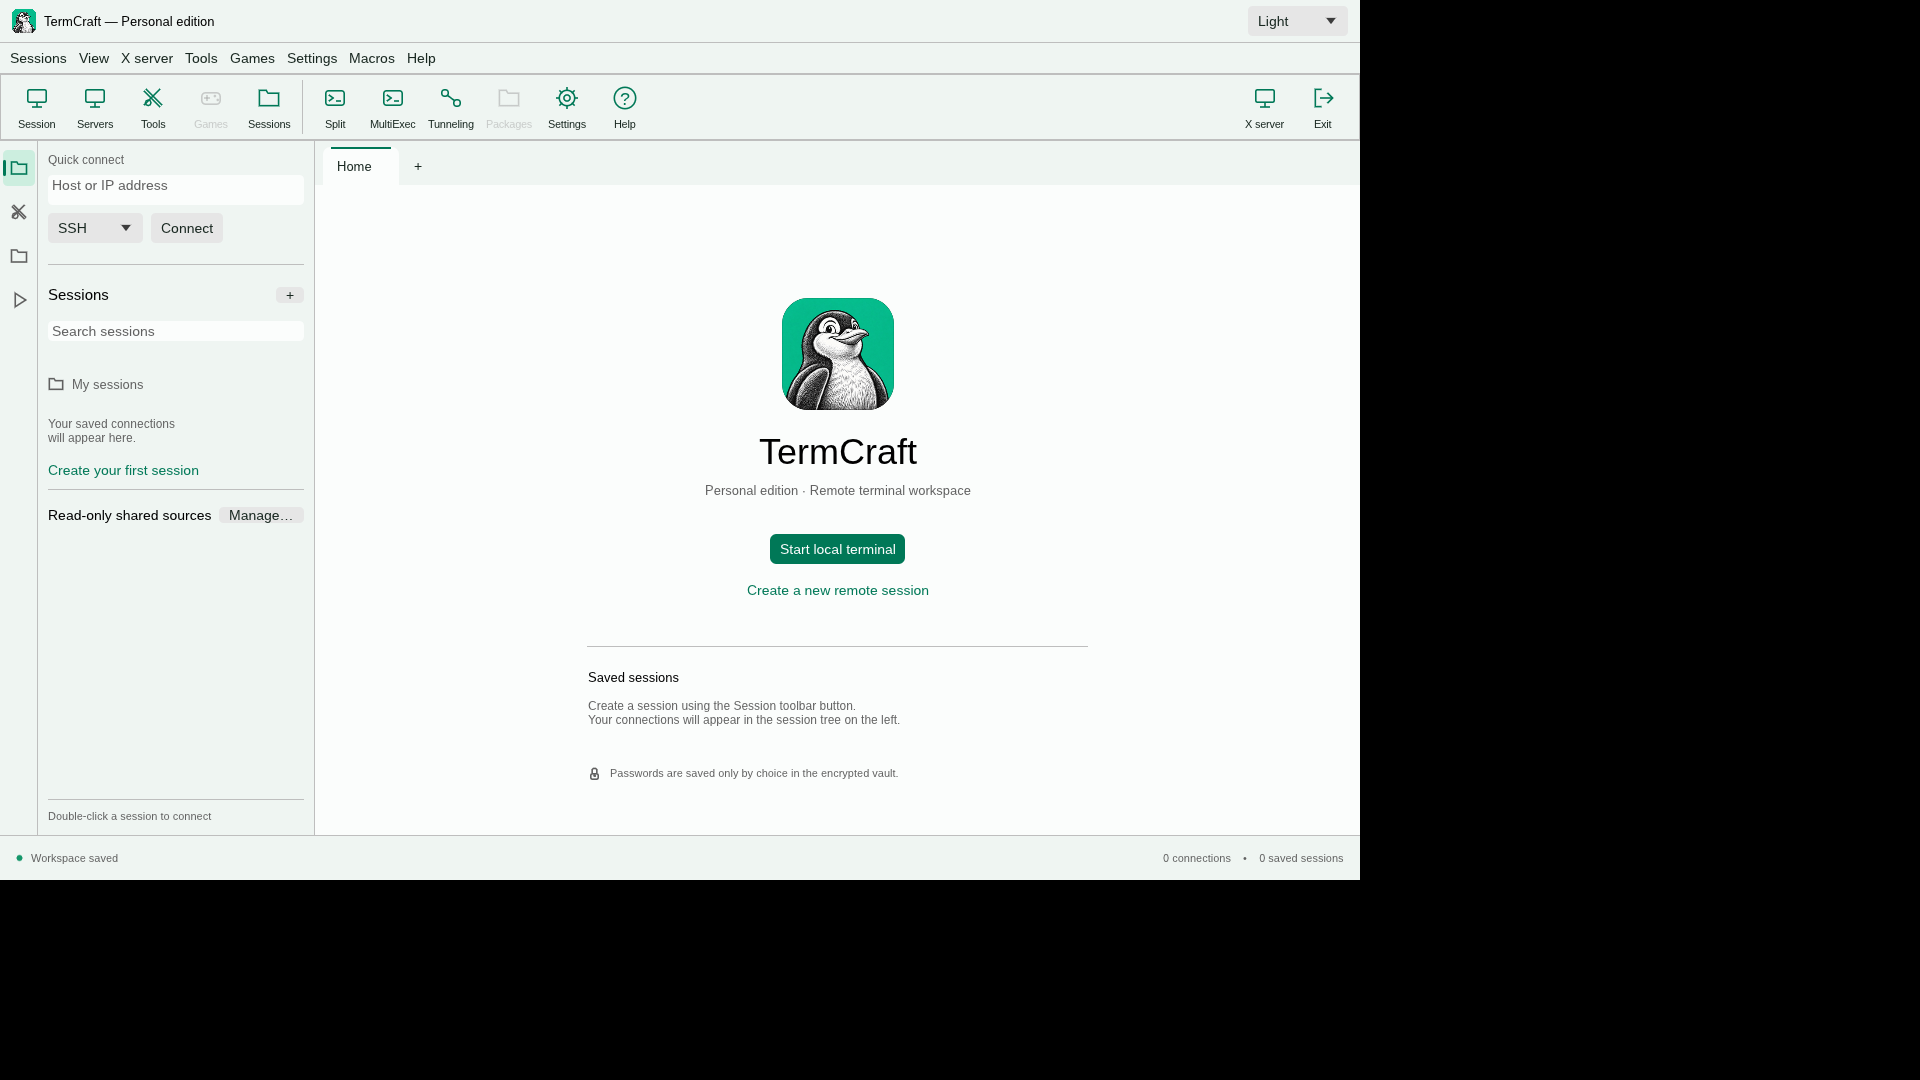 TermCraft — Personal edition
Light
Sessions View X server Tools Games Settings Macros Help
Session Servers Tools Games Sessions Split MultiExec Tunneling Packages Settings Help X server Exit
Quick connect
Host or IP address
SSH Connect
Sessions +
Search sessions
My sessions
Your saved connections
will appear here.
Create your first session
Read-only shared sources Manage…
Double-click a session to connect
Home +
TermCraft
Personal edition · Remote terminal workspace
Start local terminal
Create a new remote session
Saved sessions
Create a session using the Session toolbar button.
Your connections will appear in the session tree on the left.
Passwords are saved only by choice in the encrypted vault.
Workspace saved
0 connections • 0 saved sessions